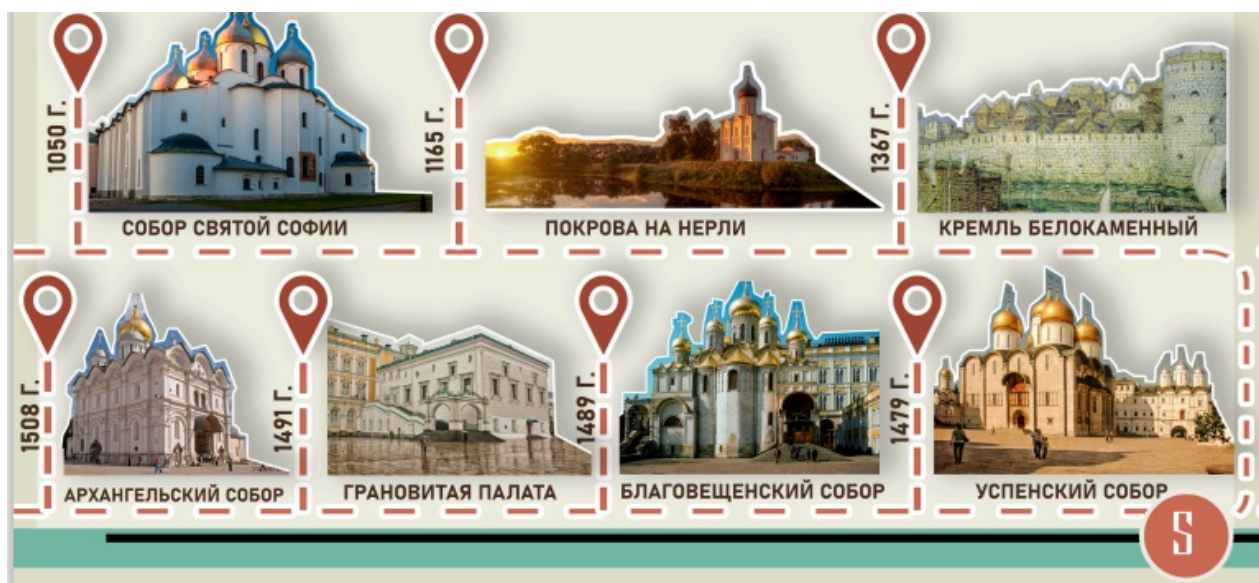 1050 Г.
СОБОР СВЯТОЙ СОФИИ
1165 Г.
ПОКРОВА НА НЕРЛИ
1367 Г.
КРЕМЛЬ БЕЛОКАМЕННЫЙ
1508 Г.
АРХАНГЕЛЬСКИЙ СОБОР
1491 Г.
ГРАНОВИТАЯ ПАЛАТА
1489 Г.
БЛАГОВЕЩЕНСКИЙ СОБОР
1479 Г.
УСПЕНСКИЙ СОБОР
S